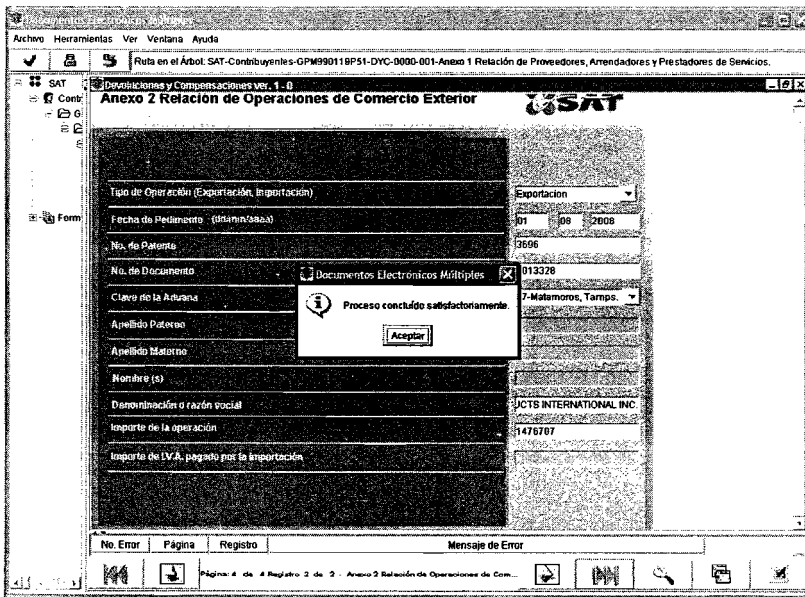 Documentos Electrónicos Múltiples
Archivo Herramientas Ver Ventana Ayuda
Ruta en el Árbol: SAT-Contribuyentes-GPM990119P51-DYC-0000-001-Anexo 1 Relación de Proveedores, Arrendadores y Prestadores de Servicios.
SAT
Contr
Form
Devoluciones y Compensaciones ver. 1 - 0
Anexo 2 Relación de Operaciones de Comercio Exterior
SAT
Tipo de Operación (Exportación, Importación)
Exportacion
Fecha de Pedimento (dd/mm/aaaa)
01 08 2008
No. de Patente
3696
No. de Documento
013328
Clave de la Aduana
7-Matamoros, Tamps.
Apellido Paterno
Apellido Materno
Nombre (s)
Denominación o razón social
UCTS INTERNATIONAL INC.
Importe de la operación
1476707
Importe de I.V.A. pagado por la importación
Documentos Electrónicos Múltiples
Proceso concluído satisfactoriamente.
Aceptar
No. Error Página Registro Mensaje de Error
Página: 4 de 4 Registro 2 de 2 - Anexo 2 Relación de Operaciones de Com...